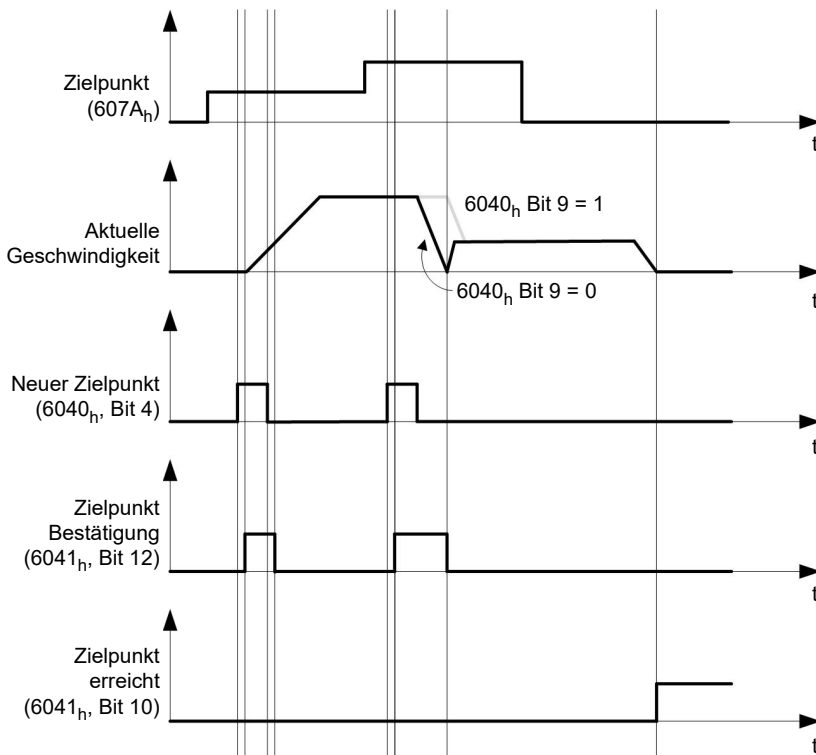 Zielpunkt
(607Ah)
t
Aktuelle
Geschwindigkeit
6040h Bit 9 = 1
6040h Bit 9 = 0
t
Neuer Zielpunkt
(6040h, Bit 4)
t
Zielpunkt
Bestätigung
(6041h, Bit 12)
t
Zielpunkt
erreicht
(6041h, Bit 10)
t